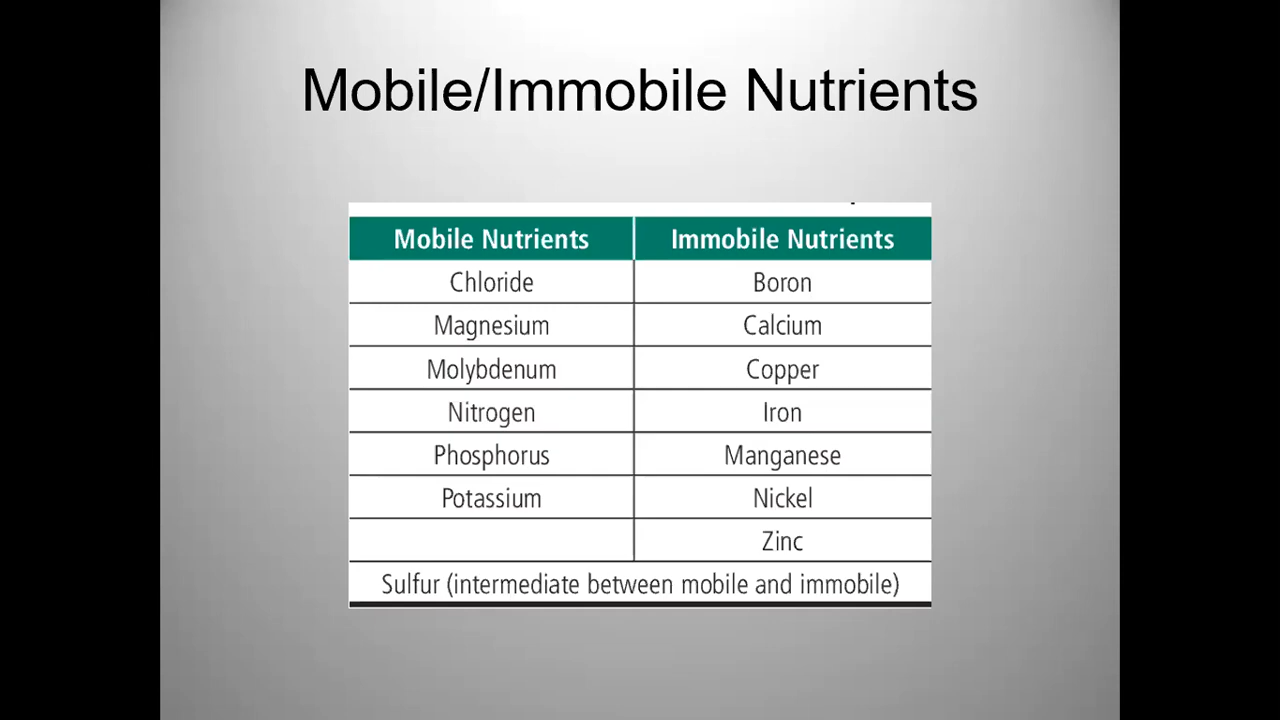 Mobile/Immobile Nutrients
Mobile Nutrients Immobile Nutrients
Chloride Boron
Magnesium Calcium
Molybdenum Copper
Nitrogen Iron
Phosphorus Manganese
Potassium Nickel
Zinc
Sulfur (intermediate between mobile and immobile)